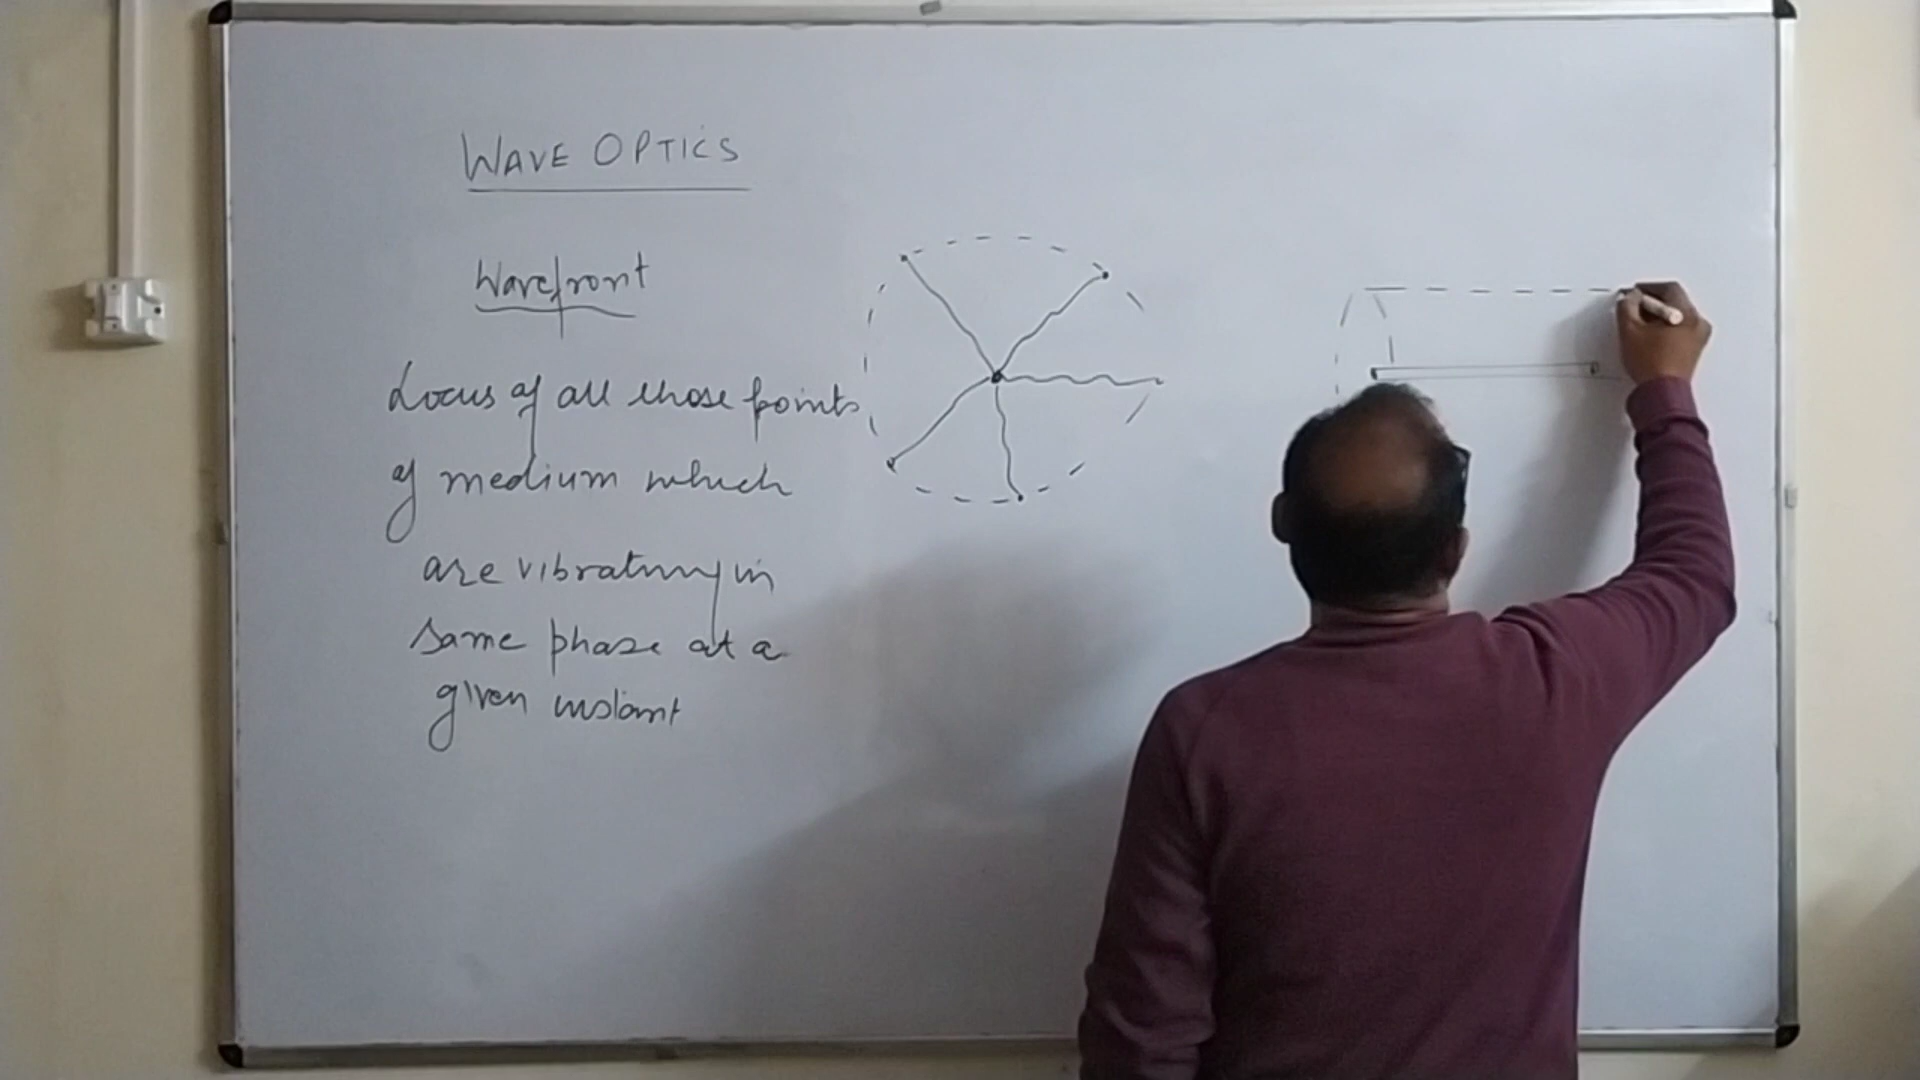 WAVE OPTICS
Wavefront
Locus of all those points
of medium which
are vibrating in
same phase at a
given instant